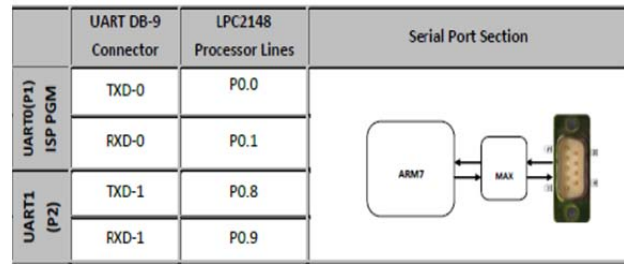 UART DB-9
Connector
LPC2148
Processor Lines
Serial Port Section
UART0(P1)
ISP PGM
TXD-0
P0.0
RXD-0
P0.1
UART1
(P2)
TXD-1
P0.8
RXD-1
P0.9
ARM7
MAX